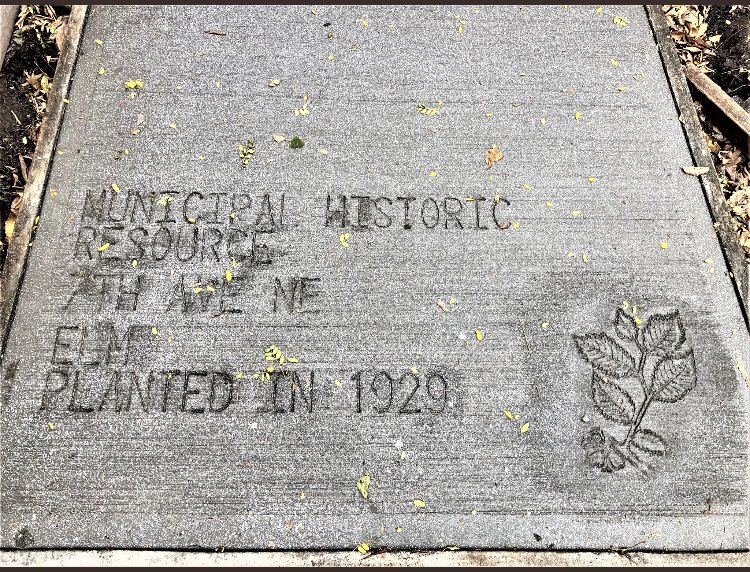 MUNICIPAL HISTORIC
RESOURCE
7TH AVE NE
ELM
PLANTED IN 1929